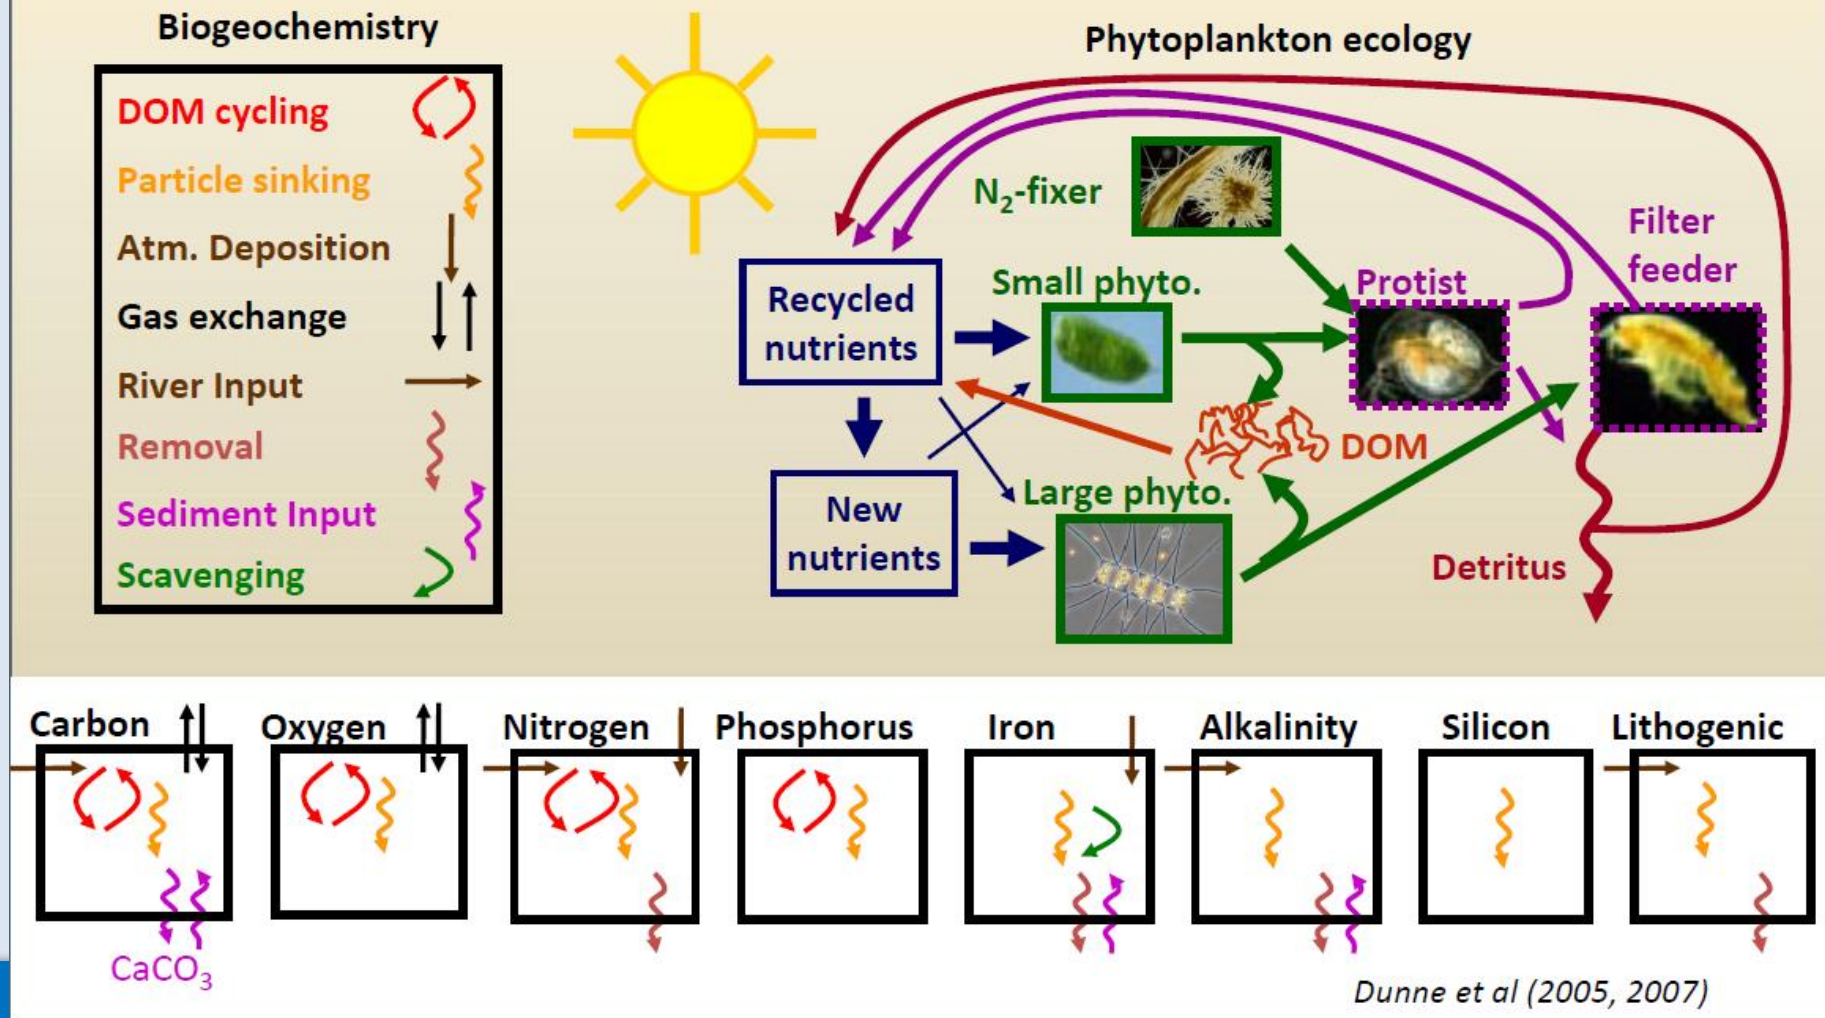 Biogeochemistry
DOM cycling
Particle sinking
Atm. Deposition
Gas exchange
River Input
Removal
Sediment Input
Scavenging
Phytoplankton ecology
N₂-fixer
Filter
feeder
Small phyto.
Protist
Recycled
nutrients
DOM
Large phyto.
New
nutrients
Detritus
Carbon
Oxygen
Nitrogen
Phosphorus
Iron
Alkalinity
Silicon
Lithogenic
CaCO₃
Dunne et al (2005, 2007)